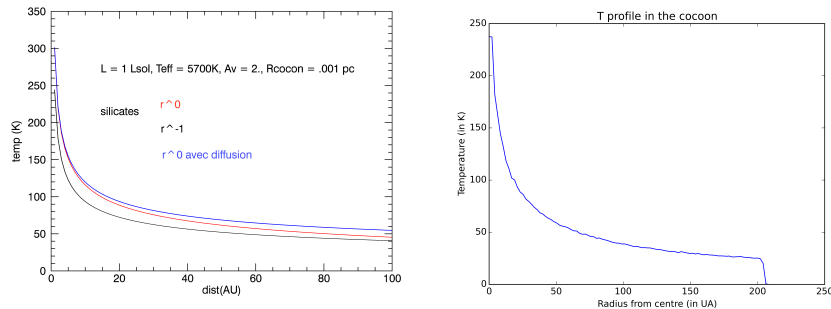 350
300
250
200
150
100
50
0
temp (K)
L = 1 Lsol, Teff = 5700K, Av = 2., Rcocon = .001 pc
silicates
r^0
r^-1
r^0 avec diffusion
0 20 40 60 80 100
dist(AU)
T profile in the cocoon
250
200
150
100
50
0
Temperature (in K)
0 50 100 150 200 250
Radius from centre (in UA)